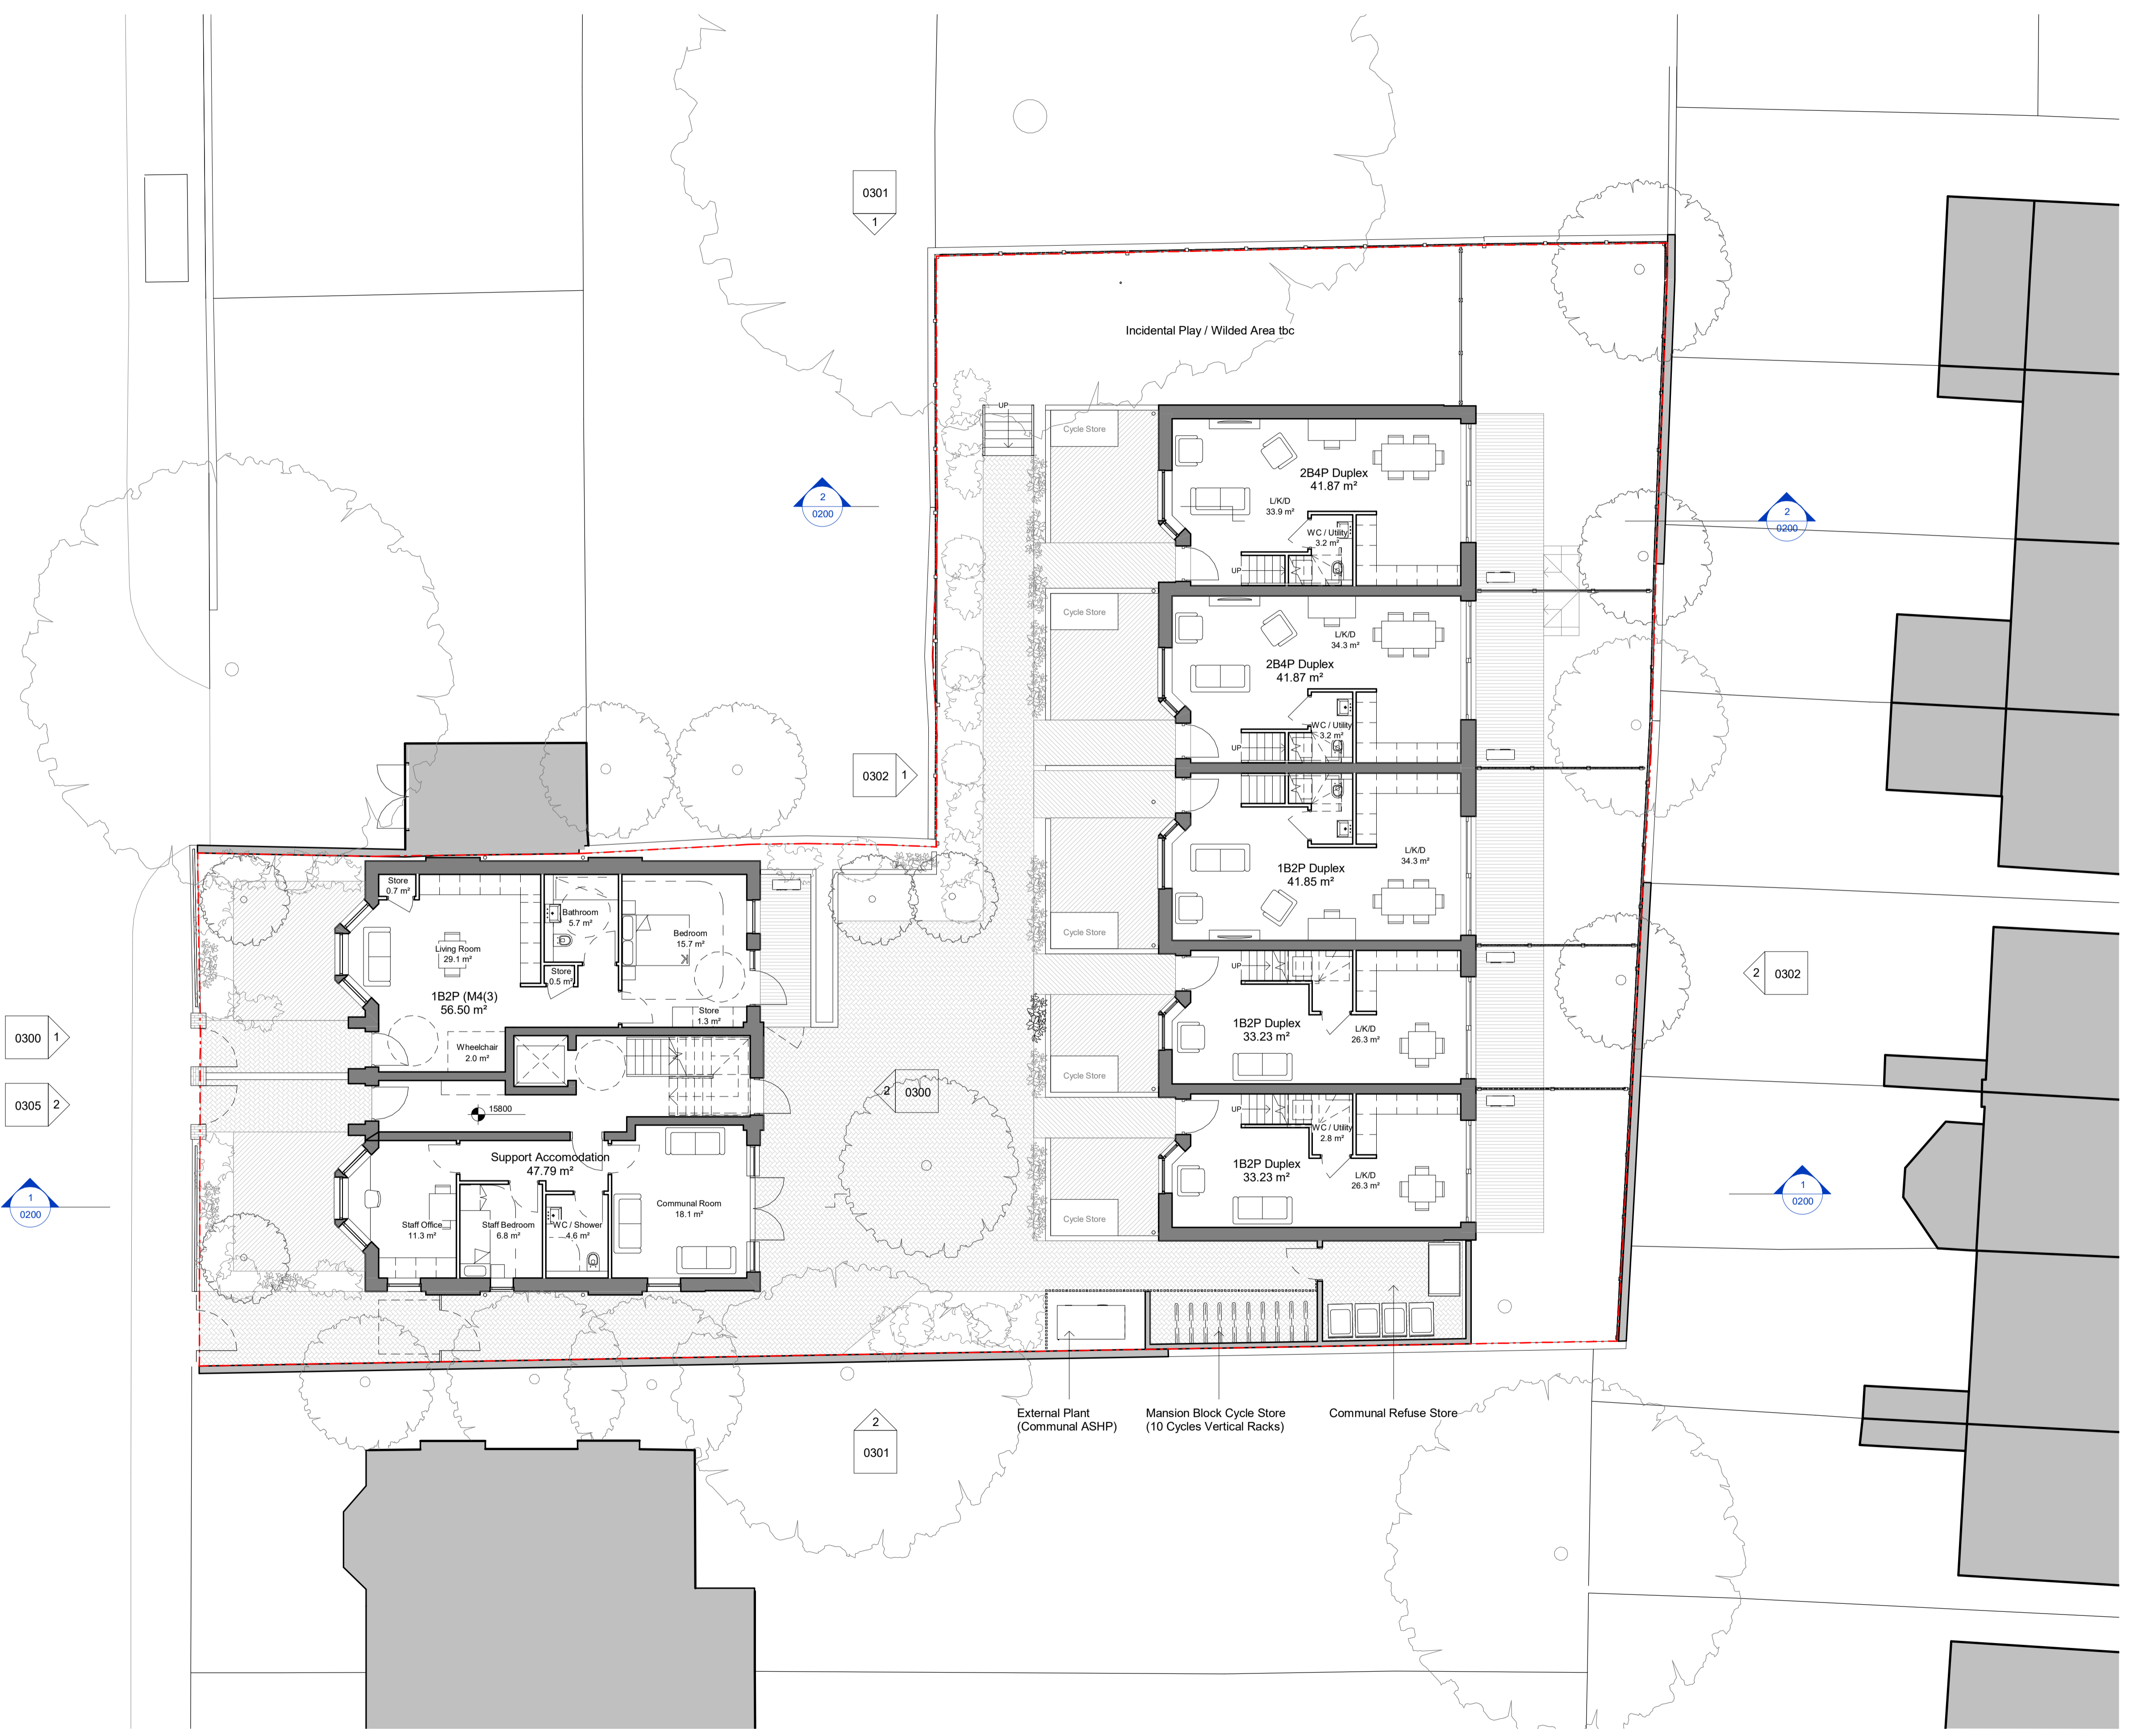 0301
1
Incidental Play / Wilded Area tbc
UP
Cycle Store
2B4P Duplex
41.87 m²
L/K/D
33.9 m²
WC / Utility
3.2 m²
UP
2
0200
2
0200
Cycle Store
L/K/D
34.3 m²
2B4P Duplex
41.87 m²
WC / Utility
3.2 m²
UP
0302
1
L/K/D
34.3 m²
1B2P Duplex
41.85 m²
Cycle Store
Store
0.7 m²
Bathroom
5.7 m²
Bedroom
15.7 m²
Living Room
29.1 m²
Store
0.5 m²
1B2P (M4(3)
56.50 m²
Store
1.3 m²
Wheelchair
2.0 m²
UP
1B2P Duplex
33.23 m²
L/K/D
26.3 m²
Cycle Store
2
0302
0300
1
0305
2
2
0300
15800
UP
WC / Utility
2.8 m²
1B2P Duplex
33.23 m²
L/K/D
26.3 m²
Cycle Store
Support Accomodation
47.79 m²
Communal Room
18.1 m²
Staff Office
11.3 m²
Staff Bedroom
6.8 m²
WC / Shower
4.6 m²
1
0200
1
0200
External Plant
(Communal ASHP)
Mansion Block Cycle Store
(10 Cycles Vertical Racks)
Communal Refuse Store
2
0301